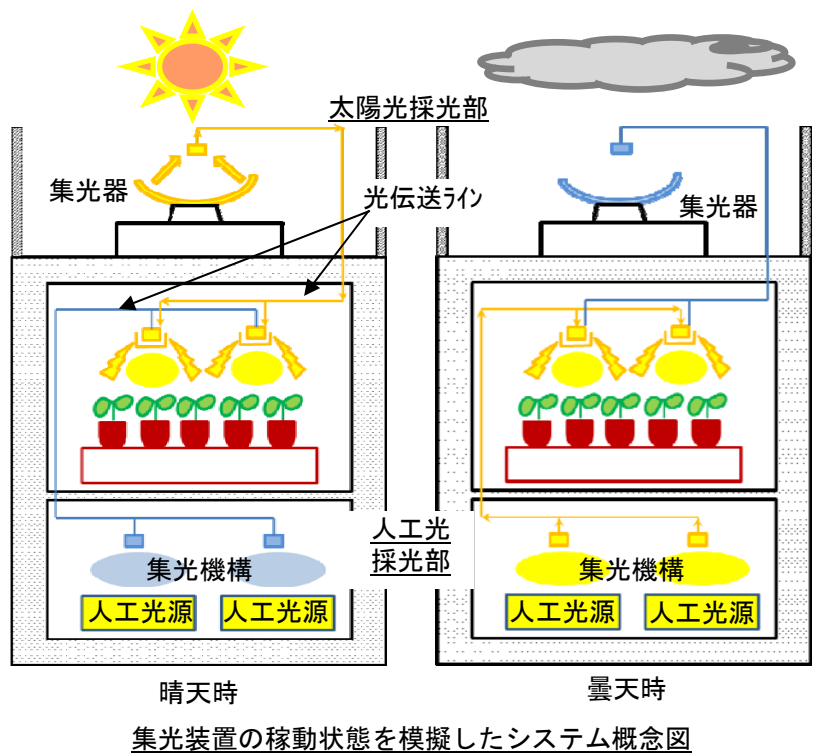 太陽光採光部
集光器
光伝送ライン
集光器
人工光
採光部
集光機構
人工光源 人工光源
集光機構
人工光源 人工光源
晴天時
曇天時
集光装置の稼動状態を模擬したシステム概念図